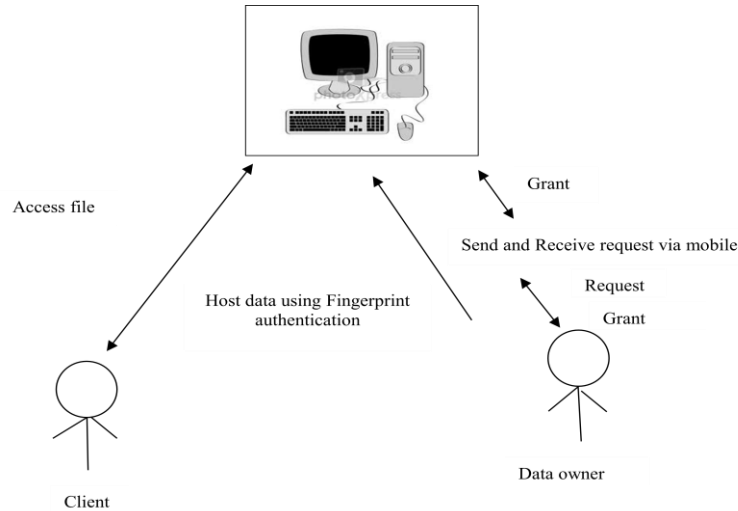 photoXpress
Grant
Access file
Send and Receive request via mobile
Request
Host data using Fingerprint
authentication
Grant
Data owner
Client